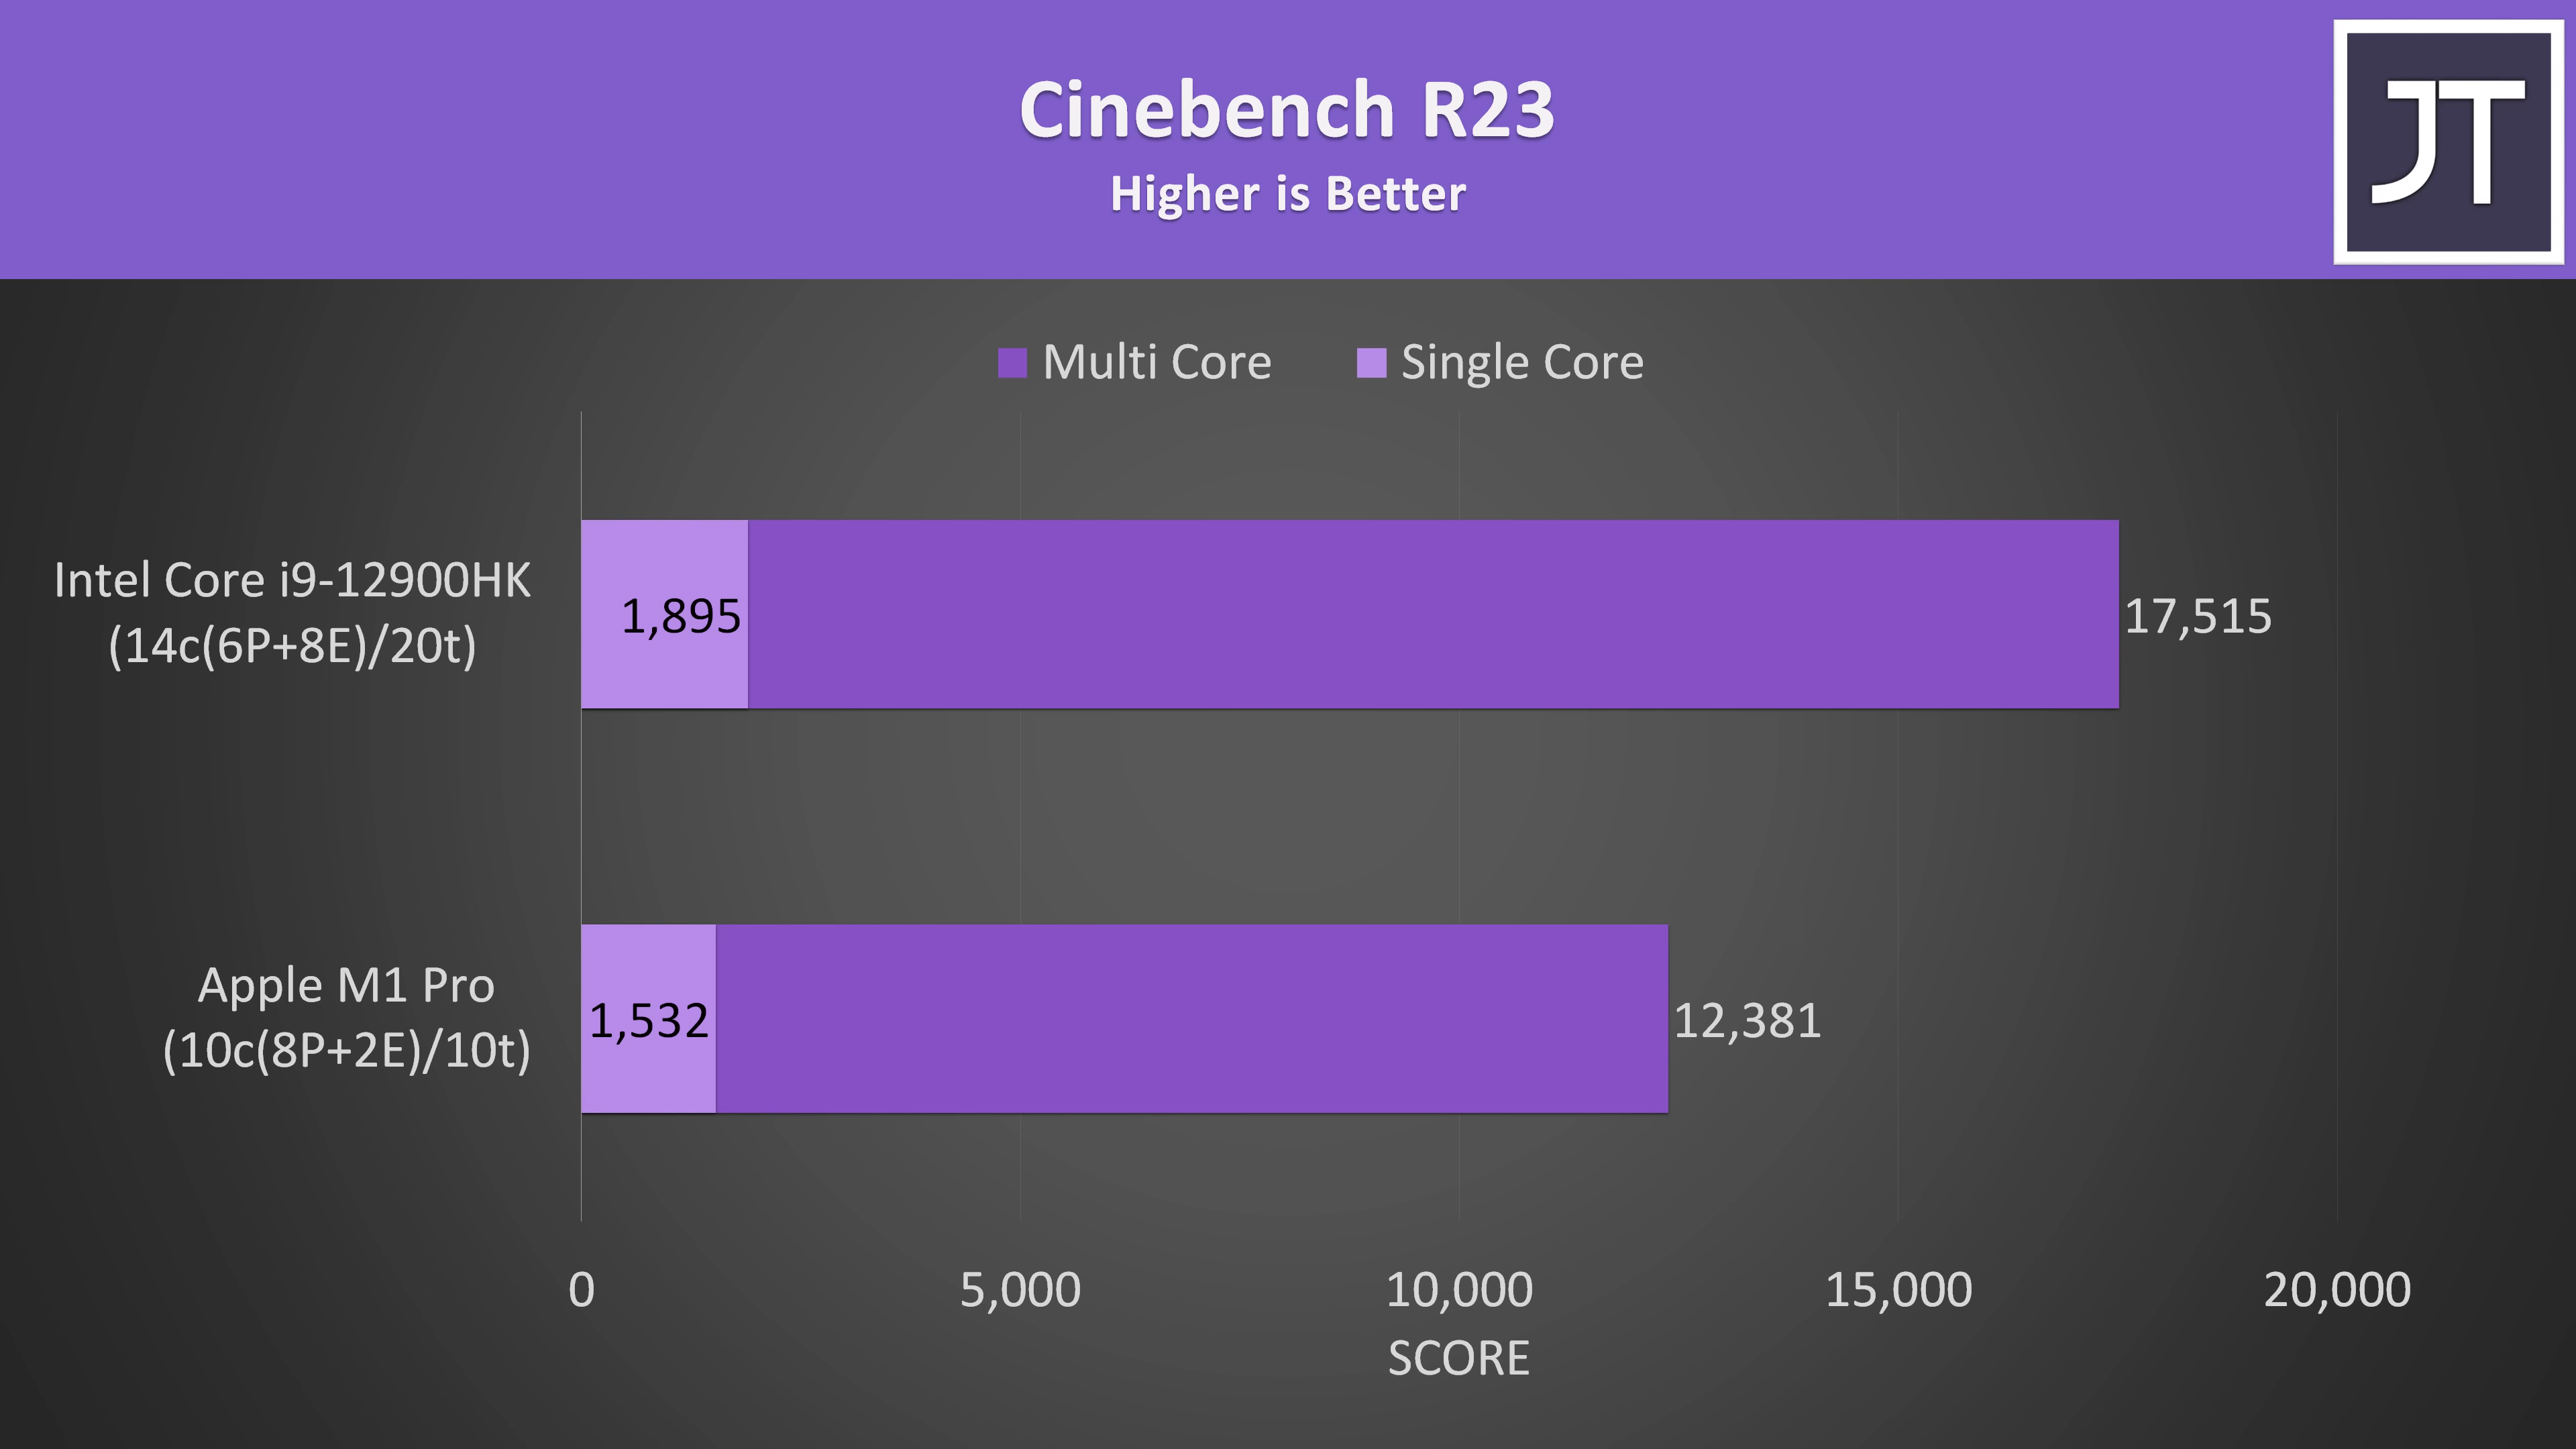 Cinebench R23
Higher is Better
JT
Multi Core
Single Core
Intel Core i9-12900HK
(14c(6P+8E)/20t)
1,895
17,515
Apple M1 Pro
(10c(8P+2E)/10t)
1,532
12,381
0
5,000
10,000
15,000
20,000
SCORE